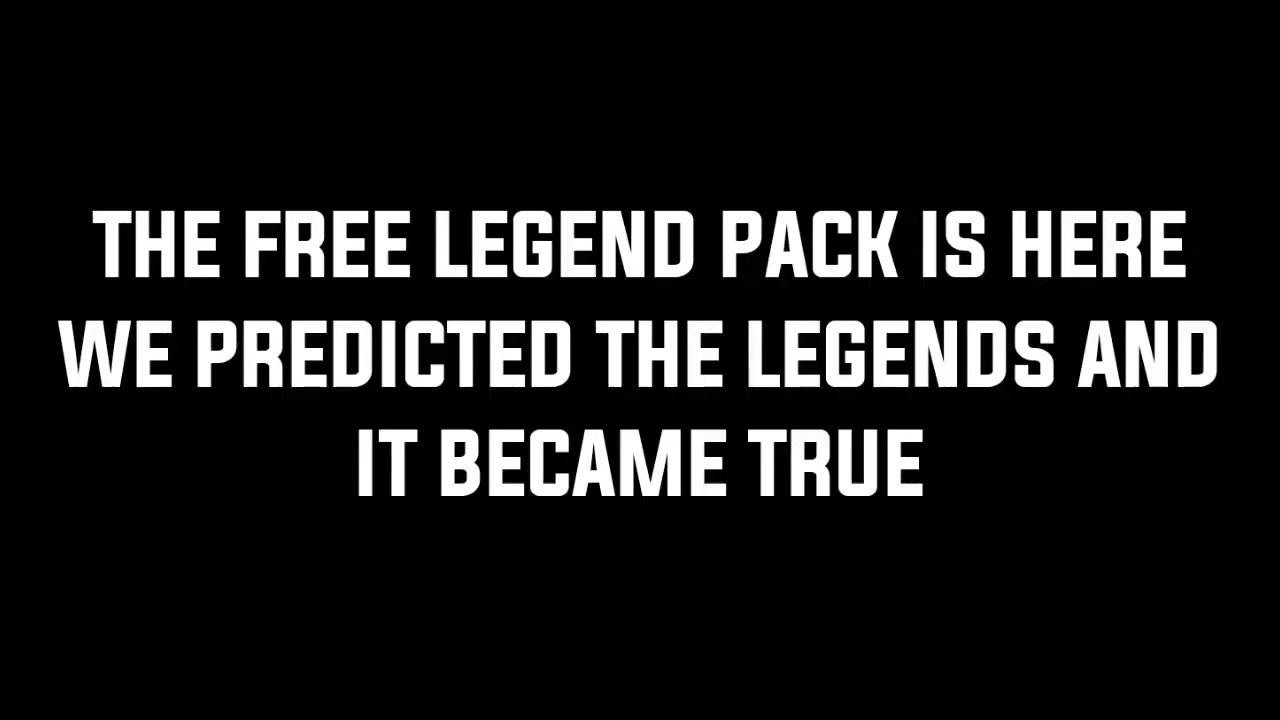 THE FREE LEGEND PACK IS HERE
WE PREDICTED THE LEGENDS AND
IT BECAME TRUE